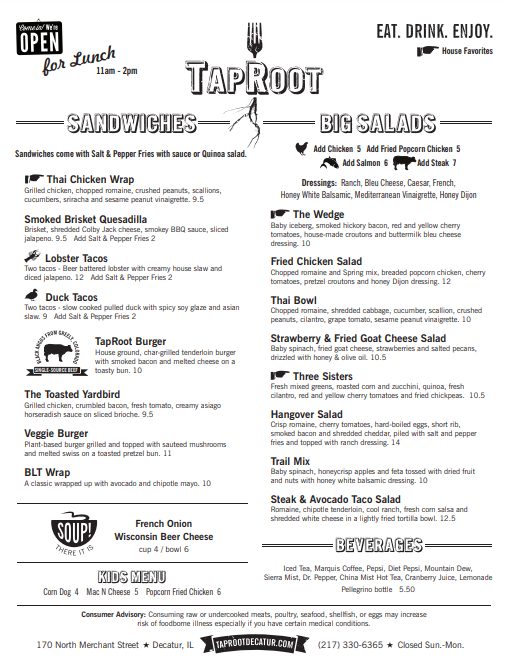 Come in! We're
OPEN
for Lunch
11am - 2pm
TAPROOT
EAT. DRINK. ENJOY.
House Favorites
SANDWICHES
Sandwiches come with Salt & Pepper Fries with sauce or Quinoa salad.
Thai Chicken Wrap
Grilled chicken, chopped romaine, crushed peanuts, scallions,
cucumbers, sriracha and sesame peanut vinaigrette. 9.5
Smoked Brisket Quesadilla
Brisket, shredded Colby Jack cheese, smokey BBQ sauce, sliced
jalapeno. 9.5 Add Salt & Pepper Fries 2
Lobster Tacos
Two tacos - Beer battered lobster with creamy house slaw and
diced jalapeno. 12 Add Salt & Pepper Fries 2
Duck Tacos
Two tacos - slow cooked pulled duck with spicy soy glaze and asian
slaw. 9 Add Salt & Pepper Fries 2
BLACK ANGUS FROM GREELY, COLORADO
SINGLE-SOURCE BEEF
TapRoot Burger
House ground, char-grilled tenderloin burger
with smoked bacon and melted cheese on a
toasty bun. 10
The Toasted Yardbird
Grilled chicken, crumbled bacon, fresh tomato, creamy asiago
horseradish sauce on sliced brioche. 9.5
Veggie Burger
Plant-based burger grilled and topped with sauteed mustrooms
and melted swiss on a toasted pretzel bun. 11
BLT Wrap
A classic wrapped up with avocado and chipotle mayo. 10
SOUP!
THERE IT IS
French Onion
Wisconsin Beer Cheese
cup 4 / bowl 6
KIDS MENU
Corn Dog 4 Mac N Cheese 5 Popcorn Fried Chicken 6
BIG SALADS
Add Chicken 5 Add Fried Popcorn Chicken 5
Add Salmon 6 Add Steak 7
Dressings: Ranch, Bleu Cheese, Caesar, French,
Honey White Balsamic, Mediterranean Vinaigrette, Honey Dijon
The Wedge
Baby iceberg, smoked hickory bacon, red and yellow cherry
tomatoes, house-made croutons and buttermilk bleu cheese
dressing. 10
Fried Chicken Salad
Chopped romaine and Spring mix, breaded popcorn chicken, cherry
tomatoes, pretzel croutons and honey Dijon dressing. 12
Thai Bowl
Chopped romaine, shredded cabbage, cucumber, scallion, crushed
peanuts, cilantro, grape tomato, sesame peanut vinaigrette. 10
Strawberry & Fried Goat Cheese Salad
Baby spinach, fried goat cheese, strawberries and salted pecans,
drizzled with honey & olive oil. 10.5
Three Sisters
Fresh mixed greens, roasted corn and zucchini, quinoa, fresh
cilantro, red and yellow cherry tomatoes and fried chickpeas. 10.5
Hangover Salad
Crisp romaine, cherry tomatoes, hard-boiled eggs, short rib,
smoked bacon and shredded cheddar, piled with salt and pepper
fries and topped with ranch dressing. 14
Trail Mix
Baby spinach, honeycrisp apples and feta tossed with dried fruit
and nuts with honey white balsamic dressing. 10
Steak & Avocado Taco Salad
Romaine, chipotle tenderloin, cool ranch, fresh corn salsa and
shredded white cheese in a lightly fried tortilla bowl. 12.5
BEVERAGES
Iced Tea, Marquis Coffee, Pepsi, Diet Pepsi, Mountain Dew,
Sierra Mist, Dr. Pepper, China Mist Hot Tea, Cranberry Juice, Lemonade
Pellegrino bottle 5.50
Consumer Advisory: Consuming raw or undercooked meats, poultry, seafood, shellfish, or eggs may increase
risk of foodborne illness especially if you have certain medical conditions.
170 North Merchant Street ★ Decatur, IL TAPROOTDECATUR.COM (217) 330-6365 ★ Closed Sun.-Mon.